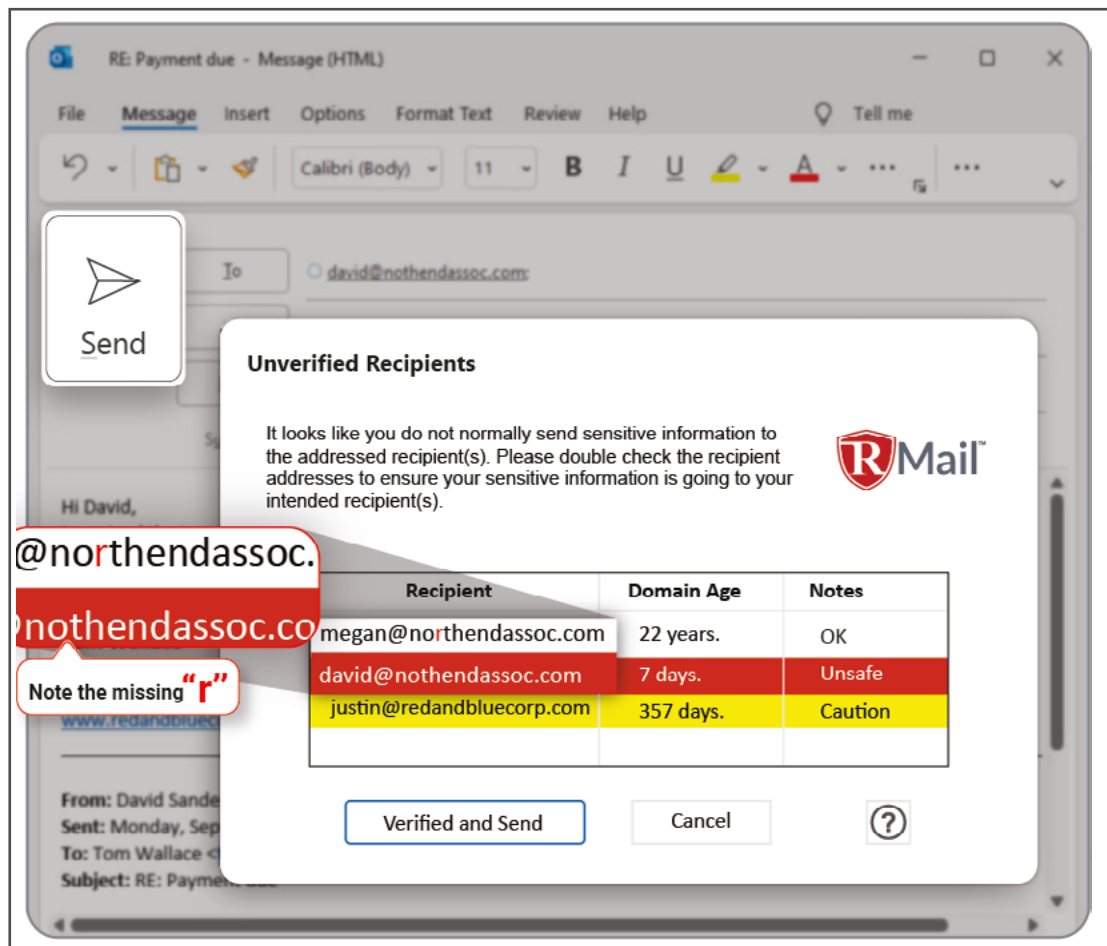 RE: Payment due - Message (HTML)
File Message Insert Options Format Text Review Help Tell me
Calibri (Body) 11 B I U A
To david@nothendassoc.com;
Send
Unverified Recipients
It looks like you do not normally send sensitive information to
the addressed recipient(s). Please double check the recipient
addresses to ensure your sensitive information is going to your
intended recipient(s).
R Mail™
Hi David,
@northendassoc.
nothendassoc.co
Note the missing “r”
Recipient Domain Age Notes
megan@northendassoc.com 22 years. OK
david@nothendassoc.com 7 days. Unsafe
justin@redandbluecorp.com 357 days. Caution
www.redandbluec
From: David Sande
Sent: Monday, Sep
To: Tom Wallace <
Subject: RE: Payment due
Verified and Send Cancel ?